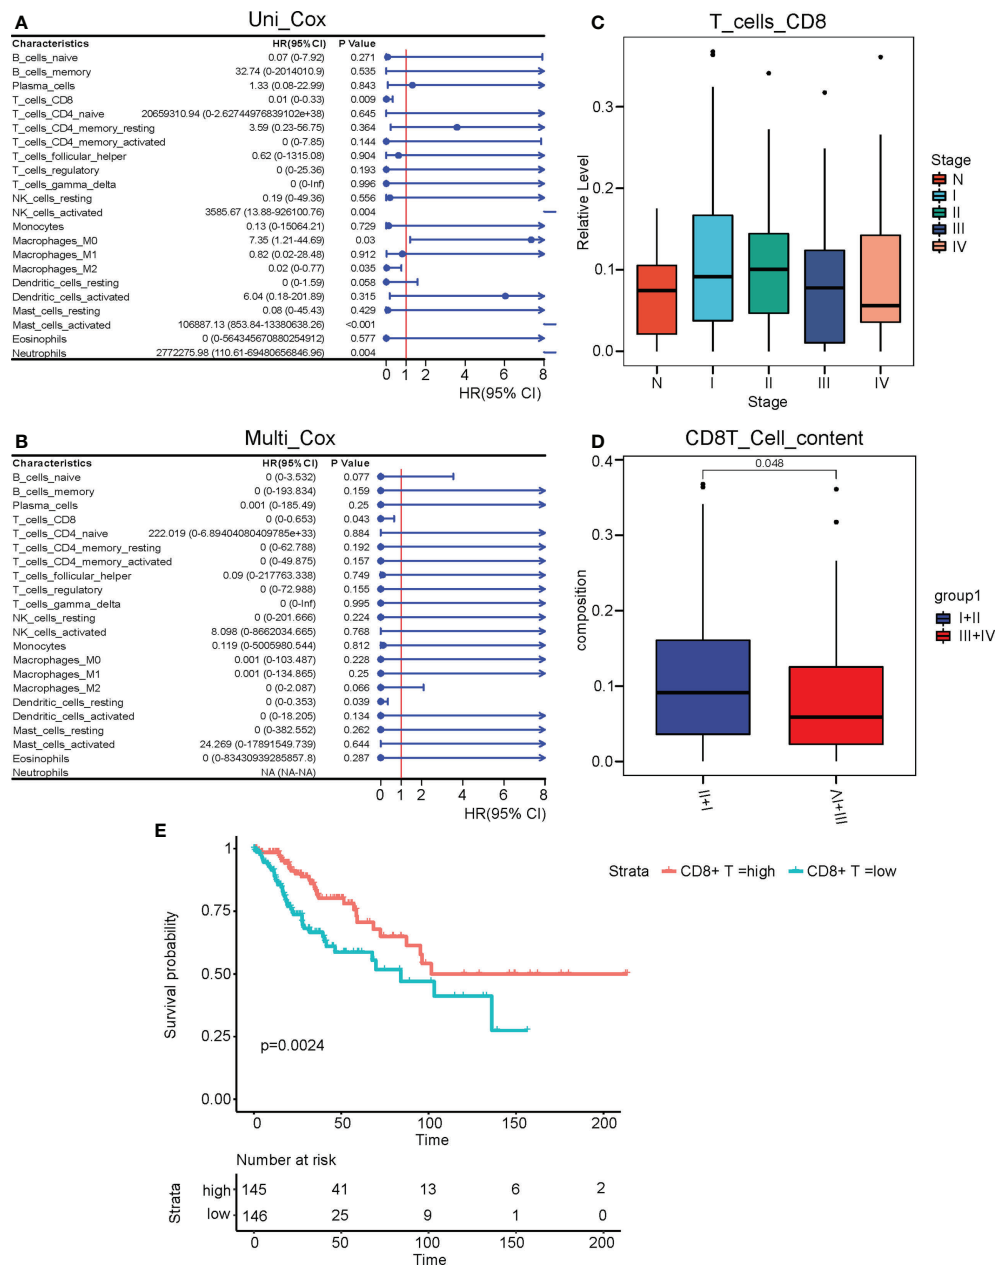 A
Uni_Cox
Characteristics HR(95%CI) P Value
B_cells_naive 0.07 (0-7.92) 0.271
B_cells_memory 32.74 (0-2014010.9) 0.535
Plasma_cells 1.33 (0.08-22.99) 0.843
T_cells_CD8 0.01 (0-0.33) 0.009
T_cells_CD4_naive 20659310.94 (0-2.62744976839102e+38) 0.645
T_cells_CD4_memory_resting 3.59 (0.23-56.75) 0.364
T_cells_CD4_memory_activated 0 (0-7.85) 0.144
T_cells_follicular_helper 0.62 (0-1315.08) 0.904
T_cells_regulatory 0 (0-25.36) 0.193
T_cells_gamma_delta 0 (0-Inf) 0.996
NK_cells_resting 0.19 (0-49.36) 0.556
NK_cells_activated 3585.67 (13.88-926100.76) 0.004
Monocytes 0.13 (0-15064.21) 0.729
Macrophages_M0 7.35 (1.21-44.69) 0.03
Macrophages_M1 0.82 (0.02-28.48) 0.912
Macrophages_M2 0.02 (0-0.77) 0.035
Dendritic_cells_resting 0 (0-1.59) 0.058
Dendritic_cells_activated 6.04 (0.18-201.89) 0.315
Mast_cells_resting 0.08 (0-45.43) 0.429
Mast_cells_activated 106887.13 (853.84-13380638.26) <0.001
Eosinophils 0 (0-564345670880254912) 0.577
Neutrophils 2772275.98 (110.61-69480656846.96) 0.004
0 1 2 4 6 8
HR(95% CI)
B
Multi_Cox
Characteristics HR(95%CI) P Value
B_cells_naive 0 (0-3.532) 0.077
B_cells_memory 0 (0-193.834) 0.159
Plasma_cells 0.001 (0-185.49) 0.25
T_cells_CD8 0 (0-0.653) 0.043
T_cells_CD4_naive 222.019 (0-6.89404080409785e+33) 0.884
T_cells_CD4_memory_resting 0 (0-62.788) 0.192
T_cells_CD4_memory_activated 0 (0-49.875) 0.157
T_cells_follicular_helper 0.09 (0-217763.338) 0.749
T_cells_regulatory 0 (0-72.988) 0.155
T_cells_gamma_delta 0 (0-Inf) 0.995
NK_cells_resting 0 (0-201.666) 0.224
NK_cells_activated 8.098 (0-8662034.665) 0.768
Monocytes 0.119 (0-5005980.544) 0.812
Macrophages_M0 0.001 (0-103.487) 0.228
Macrophages_M1 0.001 (0-134.865) 0.25
Macrophages_M2 0 (0-2.087) 0.066
Dendritic_cells_resting 0 (0-0.353) 0.039
Dendritic_cells_activated 0 (0-18.205) 0.134
Mast_cells_resting 0 (0-382.552) 0.262
Mast_cells_activated 24.269 (0-17891549.739) 0.644
Eosinophils 0 (0-83430939285857.8) 0.287
Neutrophils NA (NA-NA)
0 1 2 4 6 8
HR(95% CI)
C
T_cells_CD8
Relative Level
0.3
0.2
0.1
0.0
N I II III IV
Stage
Stage
N
I
II
III
IV
D
CD8T_Cell_content
0.048
composition
0.4
0.3
0.2
0.1
0.0
I+II III+IV
group1
I+II
III+IV
E
Strata CD8+ T =high CD8+ T =low
Survival probability
1
0.75
0.50
0.25
0.00
p=0.0024
0 50 100 150 200
Time
Number at risk
Strata
high 145 41 13 6 2
low 146 25 9 1 0
0 50 100 150 200
Time